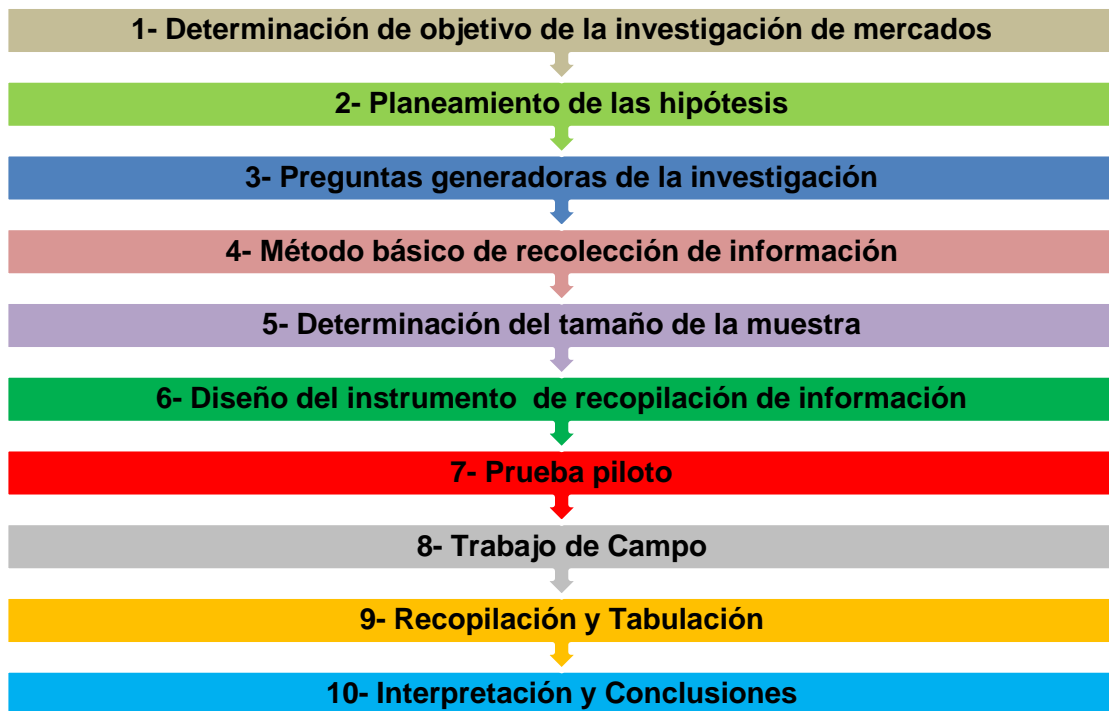 1- Determinación de objetivo de la investigación de mercados
2- Planeamiento de las hipótesis
3- Preguntas generadoras de la investigación
4- Método básico de recolección de información
5- Determinación del tamaño de la muestra
6- Diseño del instrumento  de recopilación de información
7- Prueba piloto
8- Trabajo de Campo
9- Recopilación y Tabulación
10- Interpretación y Conclusiones